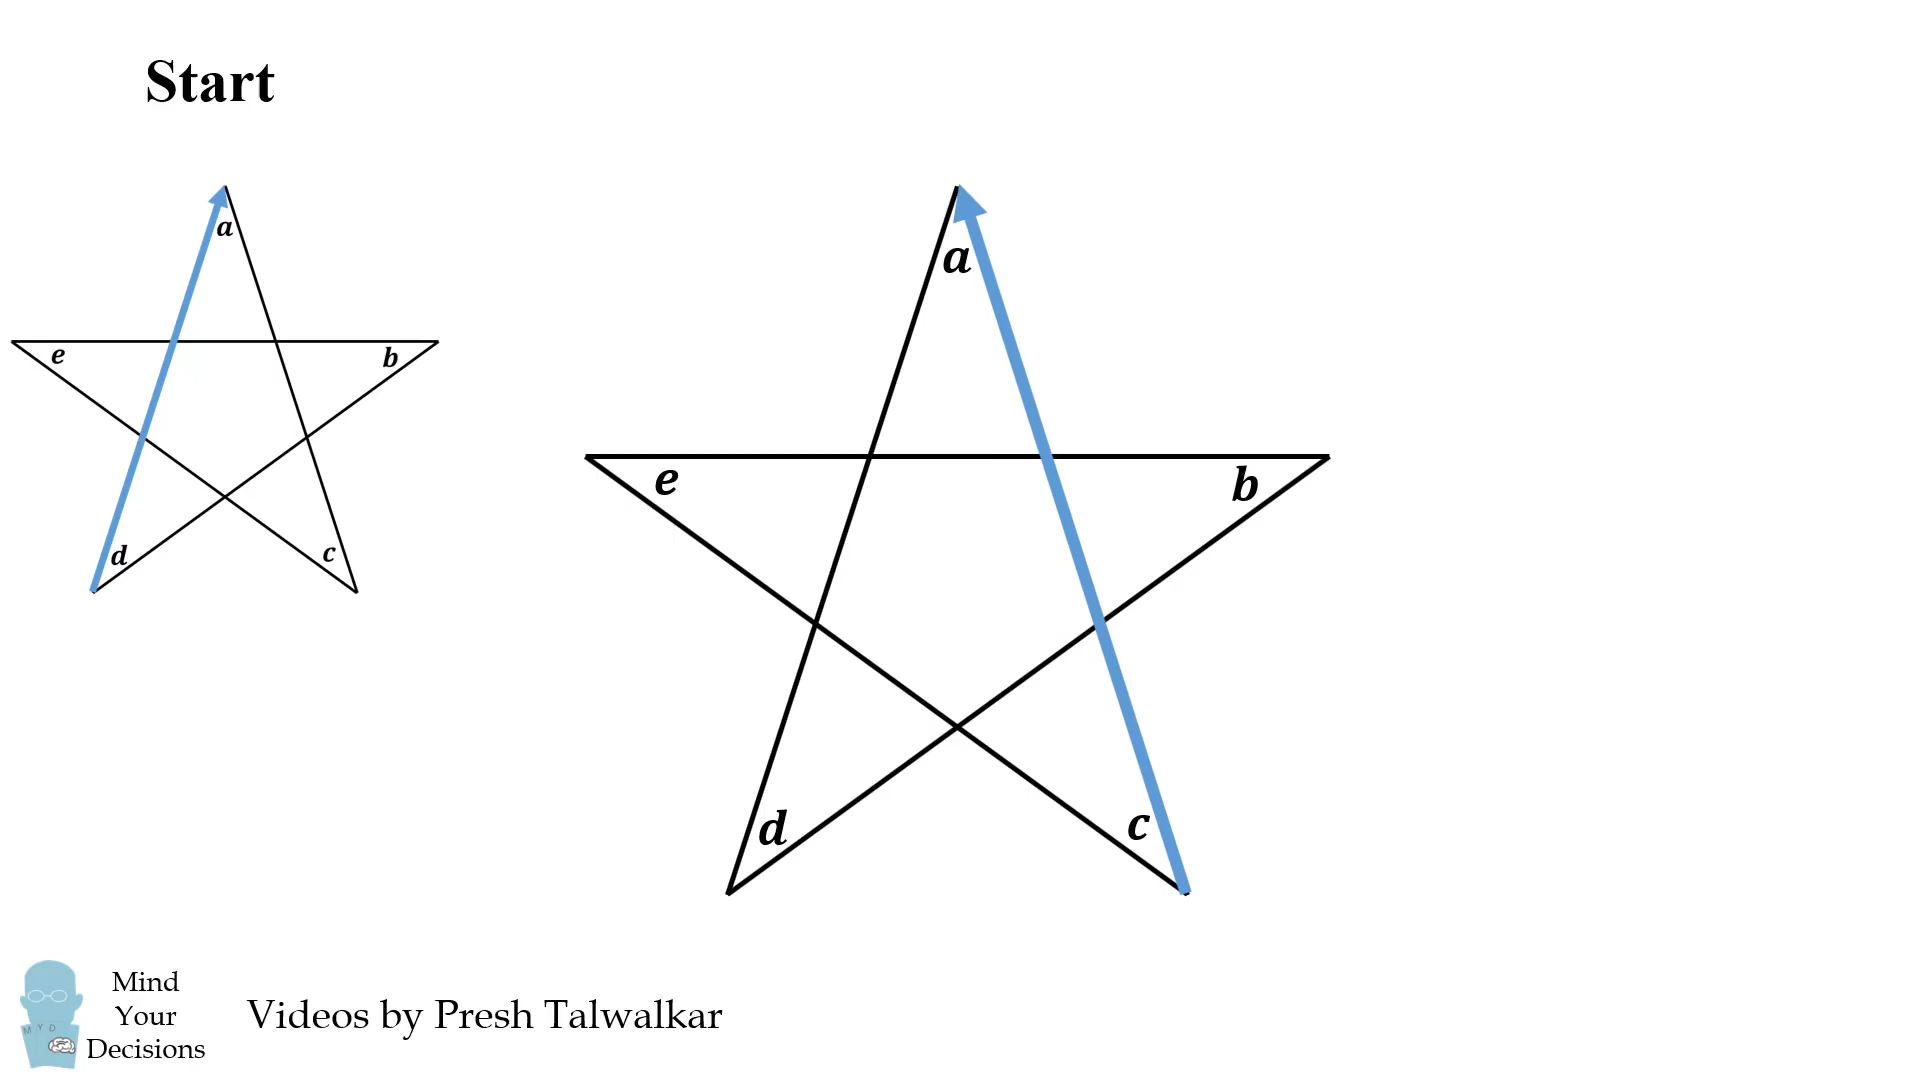 Start
a
e
b
d
c
a
e
b
d
c
Mind
Your
Decisions
M Y D
Videos by Presh Talwalkar